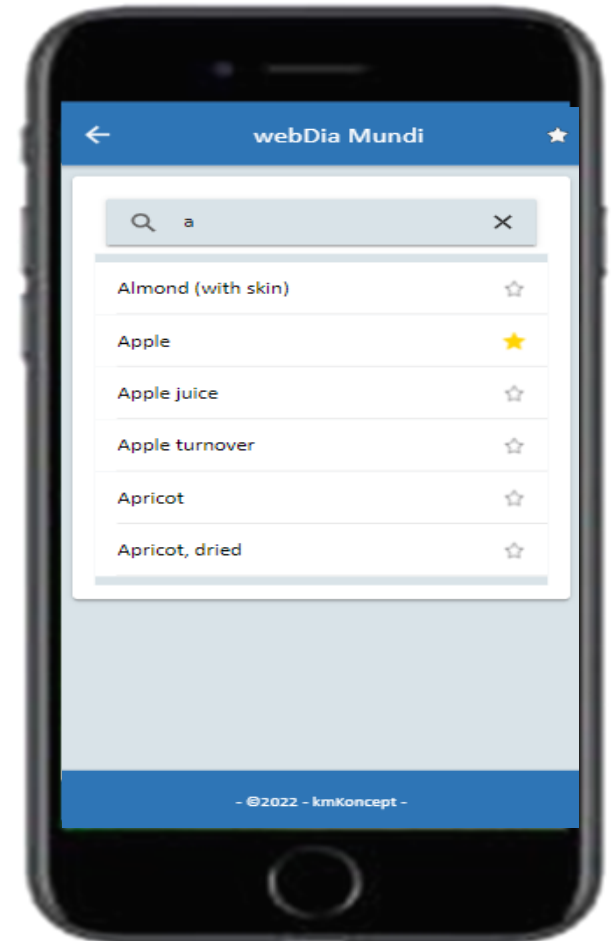 webDia Mundi
a
Almond (with skin)
Apple
Apple juice
Apple turnover
Apricot
Apricot, dried
- ©2022 - kmKoncept -